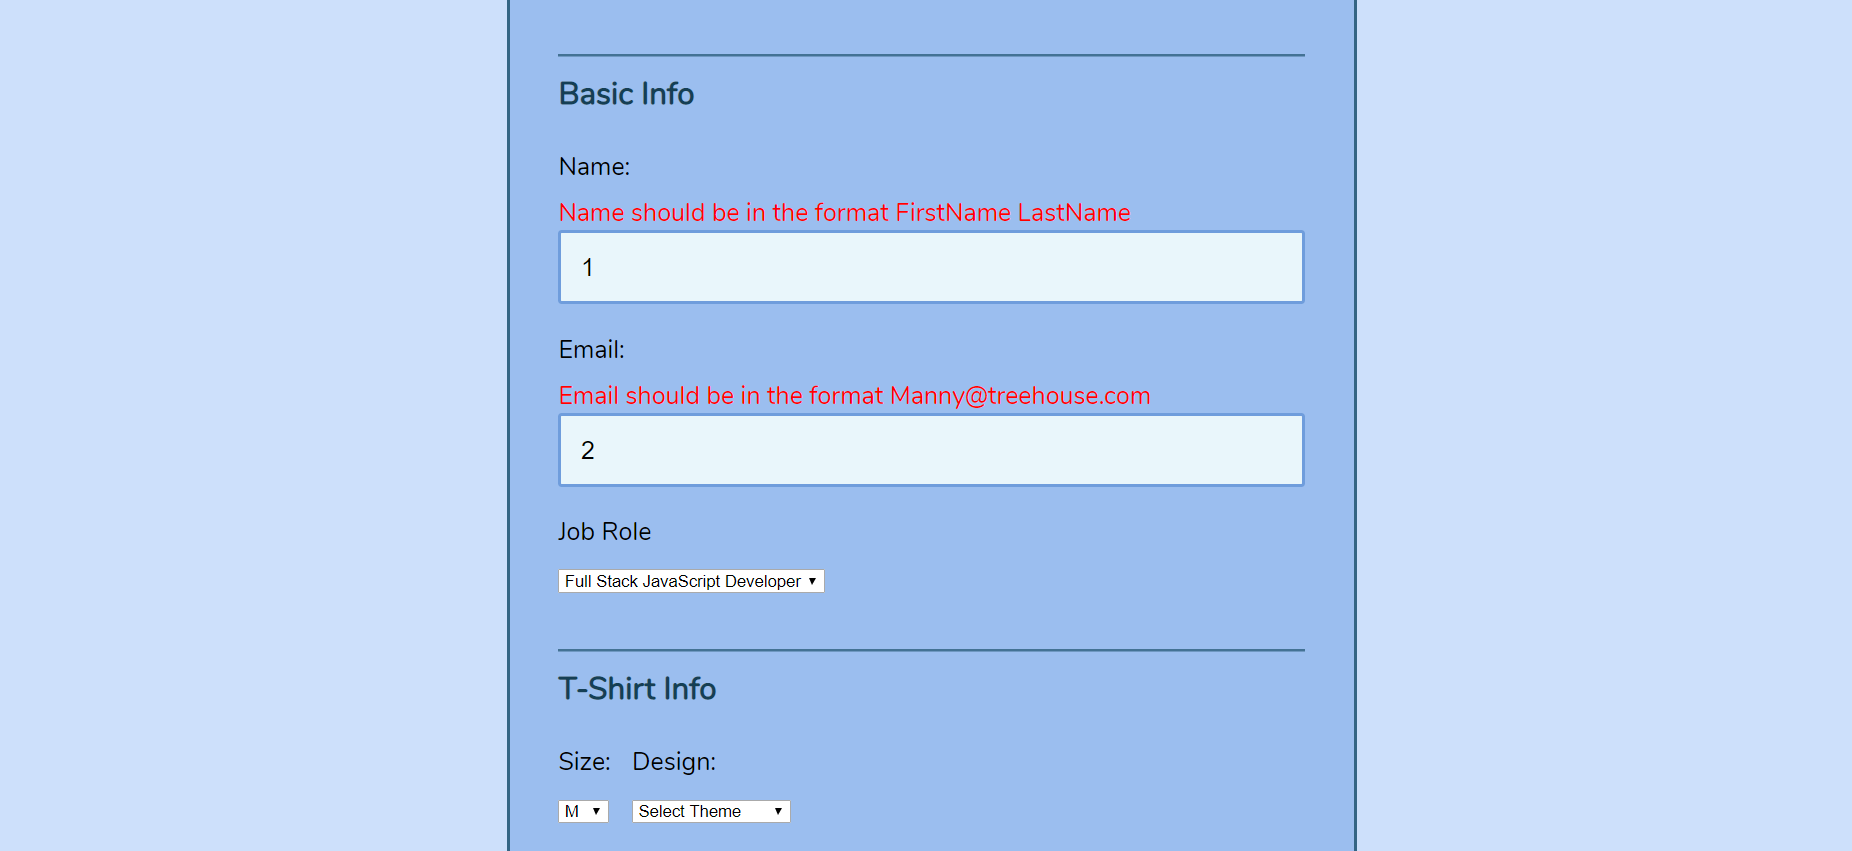 Basic Info
Name:
Name should be in the format FirstName LastName
1
Email:
Email should be in the format Manny@treehouse.com
2
Job Role
Full Stack JavaScript Developer
T-Shirt Info
Size: Design:
M Select Theme